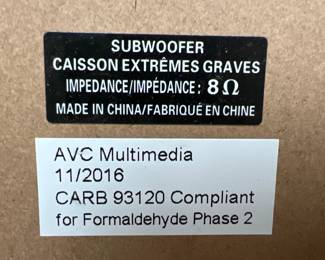 SUBWOOFER
CAISSON EXTRÊMES GRAVES
IMPEDANCE/IMPÉDANCE: 8Ω
MADE IN CHINA/FABRIQUÉ EN CHINE
AVC Multimedia
11/2016
CARB 93120 Compliant
for Formaldehyde Phase 2